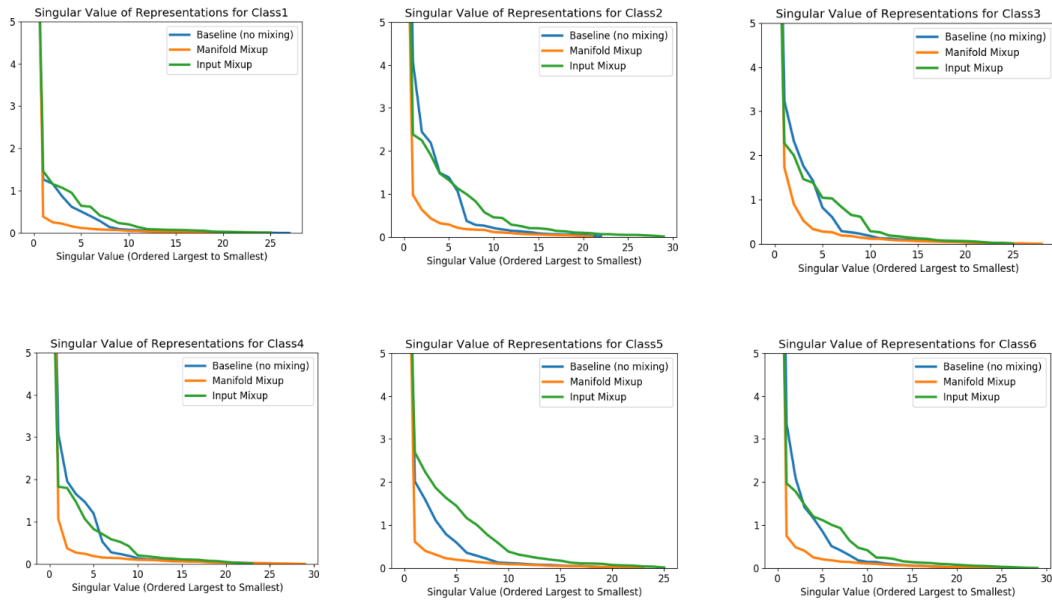 Singular Value of Representations for Class1
5
4
3
2
1
0
Baseline (no mixing)
Manifold Mixup
Input Mixup
0 5 10 15 20 25
Singular Value (Ordered Largest to Smallest)
Singular Value of Representations for Class2
5
4
3
2
1
0
Baseline (no mixing)
Manifold Mixup
Input Mixup
0 5 10 15 20 25 30
Singular Value (Ordered Largest to Smallest)
Singular Value of Representations for Class3
5
4
3
2
1
0
Baseline (no mixing)
Manifold Mixup
Input Mixup
0 5 10 15 20 25
Singular Value (Ordered Largest to Smallest)
Singular Value of Representations for Class4
5
4
3
2
1
0
Baseline (no mixing)
Manifold Mixup
Input Mixup
0 5 10 15 20 25 30
Singular Value (Ordered Largest to Smallest)
Singular Value of Representations for Class5
5
4
3
2
1
0
Baseline (no mixing)
Manifold Mixup
Input Mixup
0 5 10 15 20 25
Singular Value (Ordered Largest to Smallest)
Singular Value of Representations for Class6
5
4
3
2
1
0
Baseline (no mixing)
Manifold Mixup
Input Mixup
0 5 10 15 20 25 30
Singular Value (Ordered Largest to Smallest)